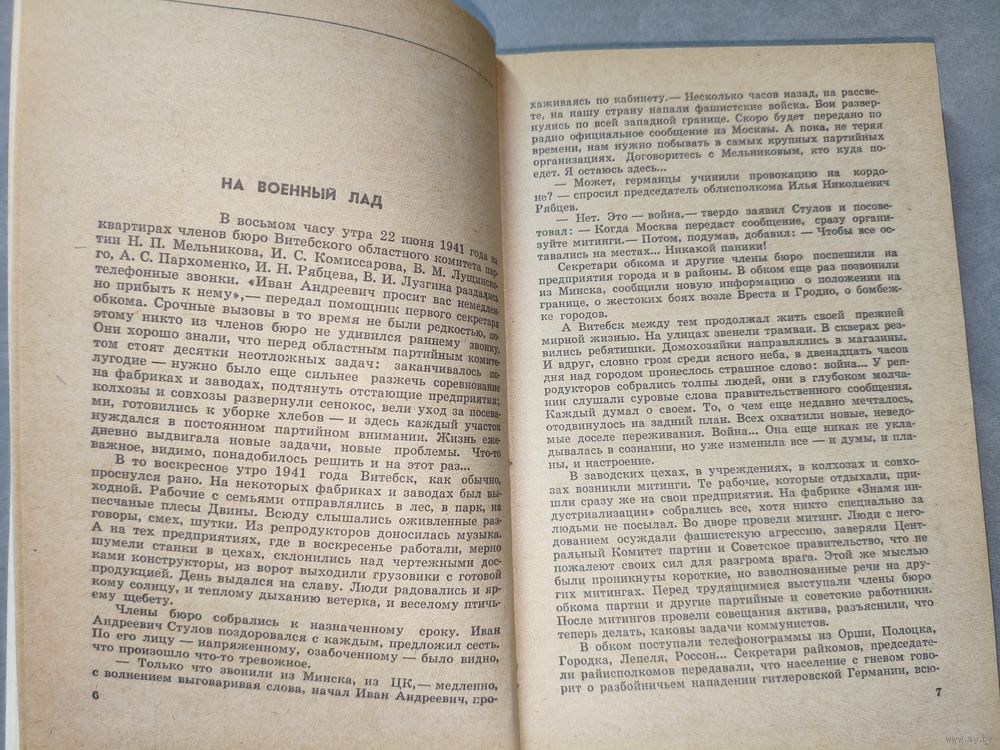 НА ВОЕННЫЙ ЛАД
В восьмом часу утра 22 июня 1941 года на
квартирах членов бюро Витебского областного комитета пар-
тии Н. П. Мельникова, И. С. Комиссарова, Б. М. Лущинско-
го, А. С. Пархоменко, И. Н. Рябцева, В. И. Лузгина раздались
телефонные звонки. «Иван Андреевич просит вас немедлен-
но прибыть к нему»,— передал помощник первого секретаря
обкома. Срочные вызовы в то время не были редкостью, по-
этому никто из членов бюро не удивился раннему звонку.
Они хорошо знали, что перед областным партийным комите-
том стоят десятки неотложных задач: заканчивалось по-
лугодие — нужно было еще сильнее разжечь соревнование
на фабриках и заводах, подтянуть отстающие предприятия;
колхозы и совхозы развернули сенокос, вели уход за посева-
ми, готовились к уборке хлебов — и здесь каждый участок
нуждался в постоянном партийном внимании. Жизнь еже-
дневно выдвигала новые задачи, новые проблемы. Что-то
важное, видимо, понадобилось решить и на этот раз...
В то воскресное утро 1941 года Витебск, как обычно,
проснулся рано. На некоторых фабриках и заводах был вы-
ходной. Рабочие с семьями отправлялись в лес, в парк, на
песчаные плесы Двины. Всюду слышались оживленные раз-
говоры, смех, шутки. Из репродукторов доносилась музыка.
А на тех предприятиях, где в воскресенье работали, мерно
шумели станки в цехах, склонились над чертежными дос-
ками конструкторы, из ворот выходили грузовики с готовой
продукцией. День выдался на славу. Люди радовались и яр-
кому солнцу, и теплому дыханию ветерка, и веселому птичь-
ему щебету.
Члены бюро собрались к назначенному сроку. Иван
Андреевич Стулов поздоровался с каждым, предложил сесть.
По его лицу — напряженному, озабоченному — было видно,
что произошло что-то тревожное.
— Только что звонили из Минска, из ЦК,— медленно,
с волнением выговаривая слова, начал Иван Андреевич, про-
6
хаживаясь по кабинету.— Несколько часов назад, на рассве-
те, на нашу страну напали фашистские войска. Бои развер-
нулись по всей западной границе. Скоро будет передано по
радио официальное сообщение из Москвы. А пока, не теряя
времени, нам нужно побывать в самых крупных партийных
организациях. Договоритесь с Мельниковым, кто куда по-
едет. Я остаюсь здесь...
— Может, германцы учинили провокацию на кордо-
не? — спросил председатель облисполкома Илья Николаевич
Рябцев.
— Нет. Это — война,— твердо заявил Стулов и посове-
товал: — Когда Москва передаст сообщение, сразу органи-
зуйте митинги.— Потом, подумав, добавил: — Чтобы все ос-
тавались на местах... Никакой паники!
Секретари обкома и другие члены бюро поспешили на
предприятия города и в районы. В обком еще раз позвонили
из Минска, сообщили новую информацию о положении на
границе, о жестоких боях возле Бреста и Гродно, о бомбеж-
ке городов.
А Витебск между тем продолжал жить своей прежней
мирной жизнью. На улицах звенели трамваи. В скверах рез-
вились ребятишки. Домохозяйки направлялись в магазины.
И вдруг, словно гром среди ясного неба, в двенадцать часов
дня над городом пронеслось страшное слово: война... У реп-
родукторов собрались толпы людей, они в глубоком молча-
нии слушали суровые слова правительственного сообщения.
Каждый думал о своем. То, о чем еще недавно мечталось,
отодвинулось на задний план. Всех охватили новые, неведо-
мые доселе переживания. Война... Она еще никак не укла-
дывалась в сознании, но уже изменила все — и думы, и пла-
ны, и настроение.
В заводских цехах, в учреждениях, в колхозах и совхо-
зах возникли митинги. Те рабочие, которые отдыхали, приш-
ли сразу же на свои предприятия. На фабрике «Знамя ин-
дустриализации» собрались все, хотя никто специально за
людьми не посылал. Во дворе провели митинг. Люди с него-
дованием осуждали фашистскую агрессию, заверяли Цент-
ральный Комитет партии и Советское правительство, что не
пожалеют своих сил для разгрома врага. Этой же мыслью
были проникнуты короткие, но взволнованные речи на дру-
гих митингах. Перед трудящимися выступали члены бюро
обкома партии и другие партийные и советские работники.
После митингов провели совещания актива, разъяснили, что
теперь делать, каковы задачи коммунистов.
В обком поступали телефонограммы из Орши, Полоцка,
Городка, Лепеля, Россон... Секретари райкомов, председате-
ли райисполкомов передавали, что население с гневом гово-
рит о разбойничьем нападении гитлеровской Германии, всю-
7
www.ay.by